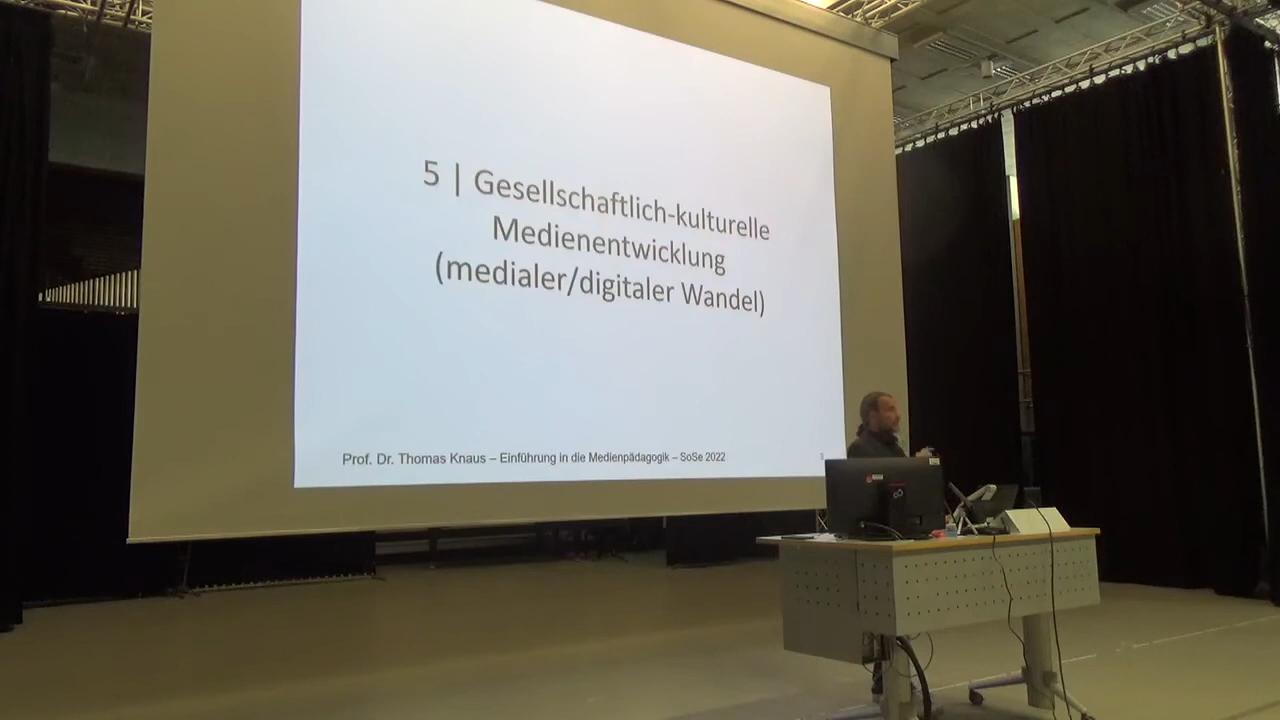 5 | Gesellschaftlich-kulturelle
Medienentwicklung
(medialer/digitaler Wandel)
Prof. Dr. Thomas Knaus – Einführung in die Medienpädagogik – SoSe 2022